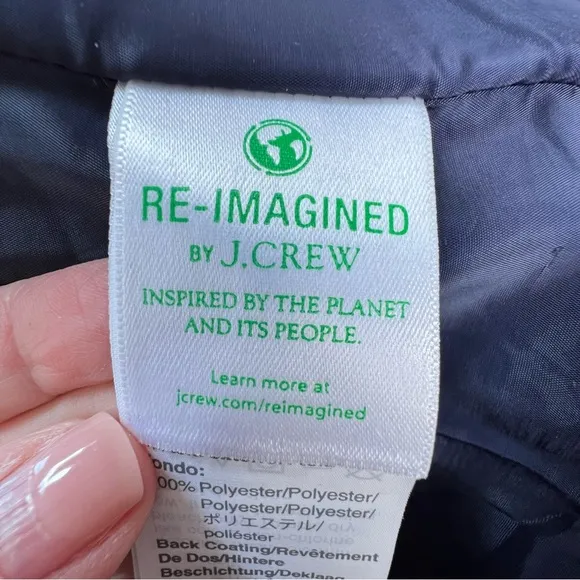 RE-IMAGINED
BY J.CREW
INSPIRED BY THE PLANET
AND ITS PEOPLE.
Learn more at
jcrew.com/reimagined
ondo:
00% Polyester/Polyester/
Polyester/Polyester/
ポリエステル/
poliéster
Back Coating/Revêtement
De Dos/Hintere
Beschichtung/Deklaag